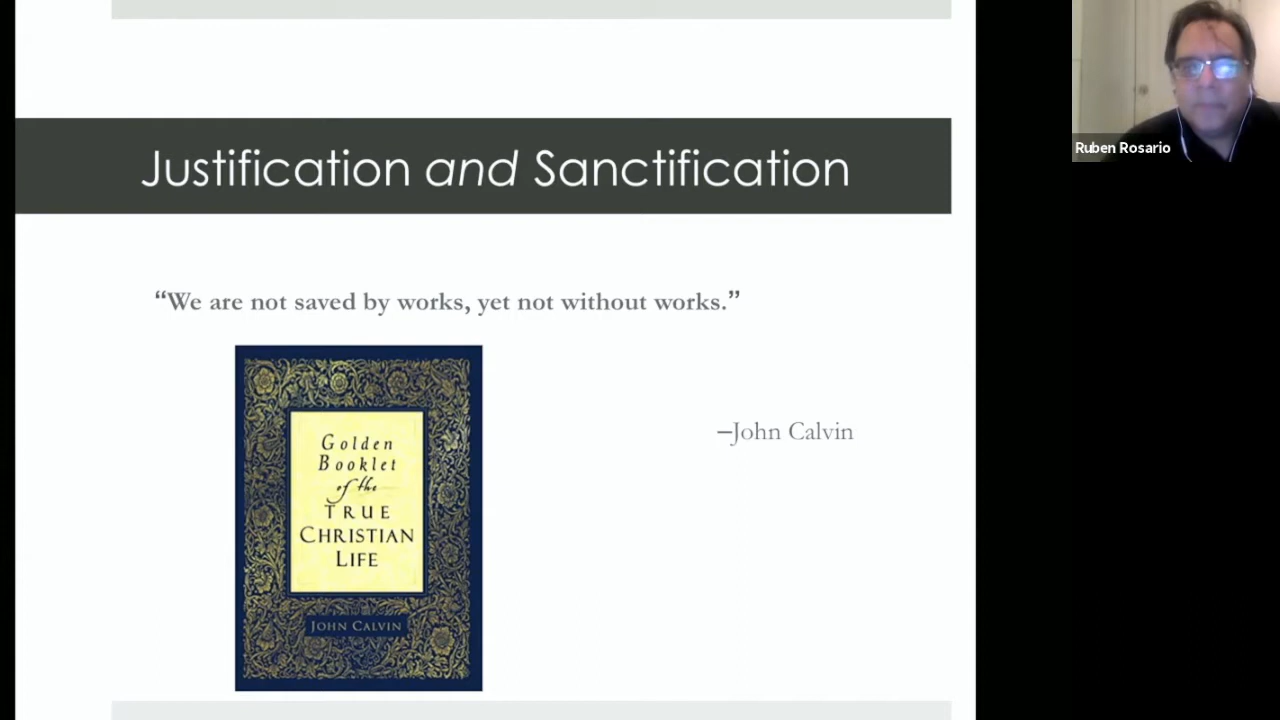 Justification and Sanctification
“We are not saved by works, yet not without works.”
Golden
Booklet
of the
TRUE
CHRISTIAN
LIFE
JOHN CALVIN
–John Calvin
Ruben Rosario